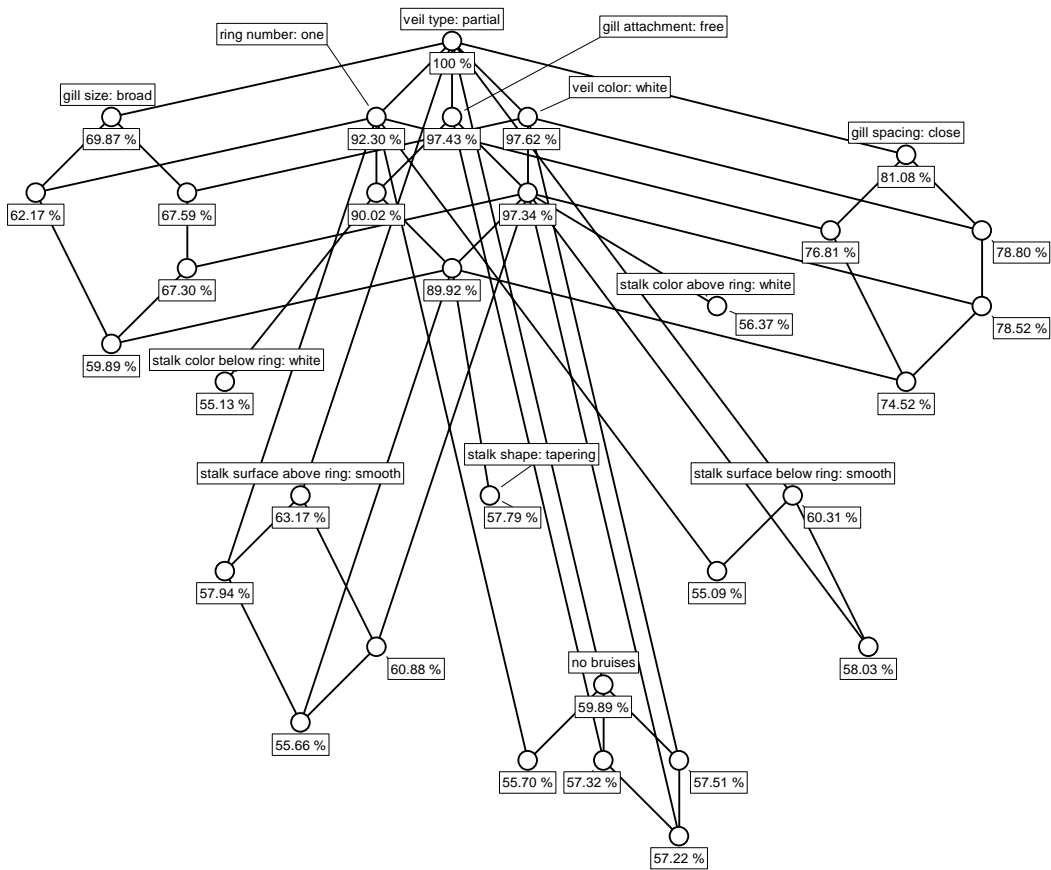 veil type: partial
ring number: one
gill attachment: free
100 %
gill size: broad
veil color: white
69.87 %
92.30 %
97.43 %
97.62 %
gill spacing: close
81.08 %
62.17 %
67.59 %
90.02 %
97.34 %
76.81 %
78.80 %
67.30 %
89.92 %
stalk color above ring: white
56.37 %
78.52 %
59.89 %
stalk color below ring: white
55.13 %
74.52 %
stalk surface above ring: smooth
stalk shape: tapering
stalk surface below ring: smooth
63.17 %
57.79 %
60.31 %
57.94 %
55.09 %
60.88 %
no bruises
58.03 %
59.89 %
55.66 %
55.70 %
57.32 %
57.51 %
57.22 %